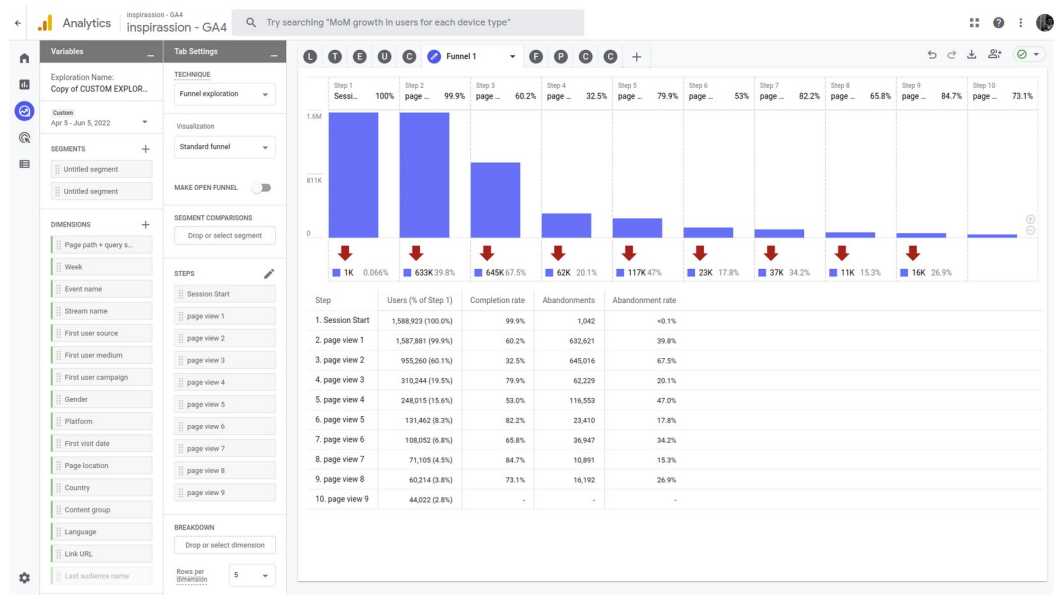 Analytics
inspirassion - GA4
inspirassion - GA4
Try searching "MoM growth in users for each device type"
Variables
Exploration Name:
Copy of CUSTOM EXPLOR...
Custom
Apr 5 - Jun 5, 2022
SEGMENTS
Untitled segment
Untitled segment
DIMENSIONS
Page path + query s...
Week
Event name
Stream name
First user source
First user medium
First user campaign
Gender
Platform
First visit date
Page location
Country
Content group
Language
Link URL
Last audience name
Tab Settings
TECHNIQUE
Funnel exploration
Visualization
Standard funnel
MAKE OPEN FUNNEL
SEGMENT COMPARISONS
Drop or select segment
STEPS
Session Start
page view 1
page view 2
page view 3
page view 4
page view 5
page view 6
page view 7
page view 8
page view 9
BREAKDOWN
Drop or select dimension
Rows per dimension 5
L T E U C Funnel 1 F P C C
Step 1 Step 2 Step 3 Step 4 Step 5 Step 6 Step 7 Step 8 Step 9 Step 10
Sessi... 100% page ... 99.9% page ... 60.2% page ... 32.5% page ... 79.9% page ... 53% page ... 82.2% page ... 65.8% page ... 84.7% page ... 73.1%
1.6M
811K
0
1K 0.066% 633K 39.8% 645K 67.5% 62K 20.1% 117K 47% 23K 17.8% 37K 34.2% 11K 15.3% 16K 26.9%
Step Users (% of Step 1) Completion rate Abandonments Abandonment rate
1. Session Start 1,588,923 (100.0%) 99.9% 1,042 <0.1%
2. page view 1 1,587,881 (99.9%) 60.2% 632,621 39.8%
3. page view 2 955,260 (60.1%) 32.5% 645,016 67.5%
4. page view 3 310,244 (19.5%) 79.9% 62,229 20.1%
5. page view 4 248,015 (15.6%) 53.0% 116,553 47.0%
6. page view 5 131,462 (8.3%) 82.2% 23,410 17.8%
7. page view 6 108,052 (6.8%) 65.8% 36,947 34.2%
8. page view 7 71,105 (4.5%) 84.7% 10,891 15.3%
9. page view 8 60,214 (3.8%) 73.1% 16,192 26.9%
10. page view 9 44,022 (2.8%) - - -